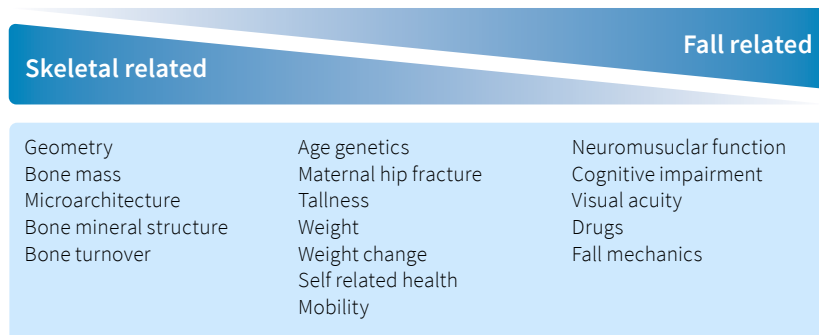 Skeletal related
Fall related
Geometry
Bone mass
Microarchitecture
Bone mineral structure
Bone turnover
Age genetics
Maternal hip fracture
Tallness
Weight
Weight change
Self related health
Mobility
Neuromusuclar function
Cognitive impairment
Visual acuity
Drugs
Fall mechanics